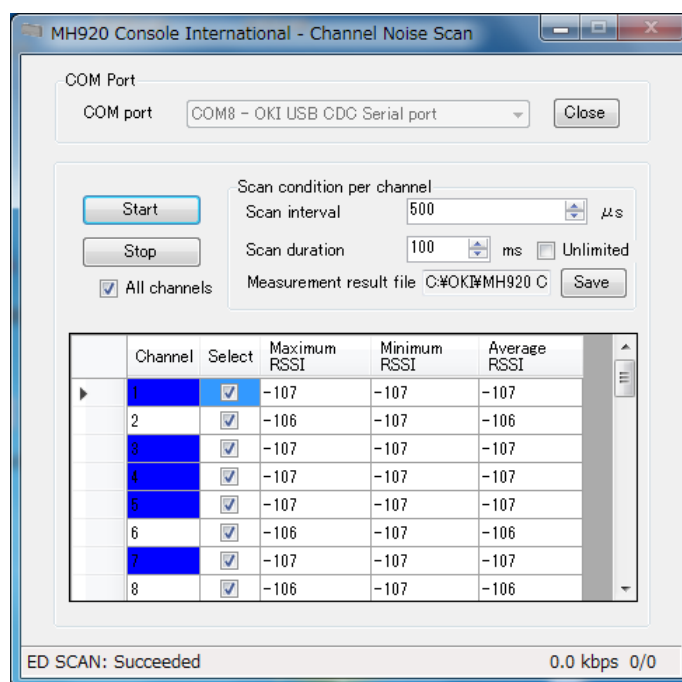 MH920 Console International - Channel Noise Scan
COM Port
COM port COM8 - OKI USB CDC Serial port Close
Scan condition per channel
Start Scan interval 500 μs
Stop Scan duration 100 ms Unlimited
All channels Measurement result file C:¥OKI¥MH920 C Save
Channel Select Maximum RSSI Minimum RSSI Average RSSI
1 -107 -107 -107
2 -106 -107 -106
3 -107 -107 -107
4 -107 -107 -107
5 -107 -107 -107
6 -106 -107 -106
7 -107 -107 -107
8 -106 -107 -106
ED SCAN: Succeeded 0.0 kbps 0/0